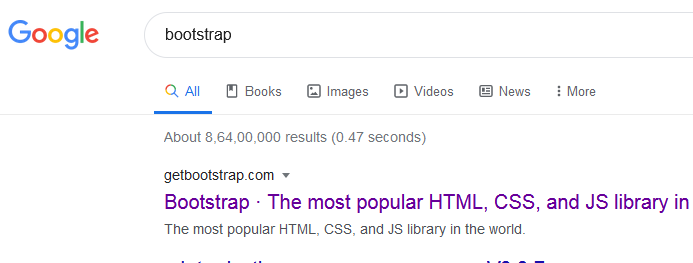 Google
bootstrap
All Books Images Videos News More
About 8,64,00,000 results (0.47 seconds)
getbootstrap.com
Bootstrap · The most popular HTML, CSS, and JS library in
The most popular HTML, CSS, and JS library in the world.